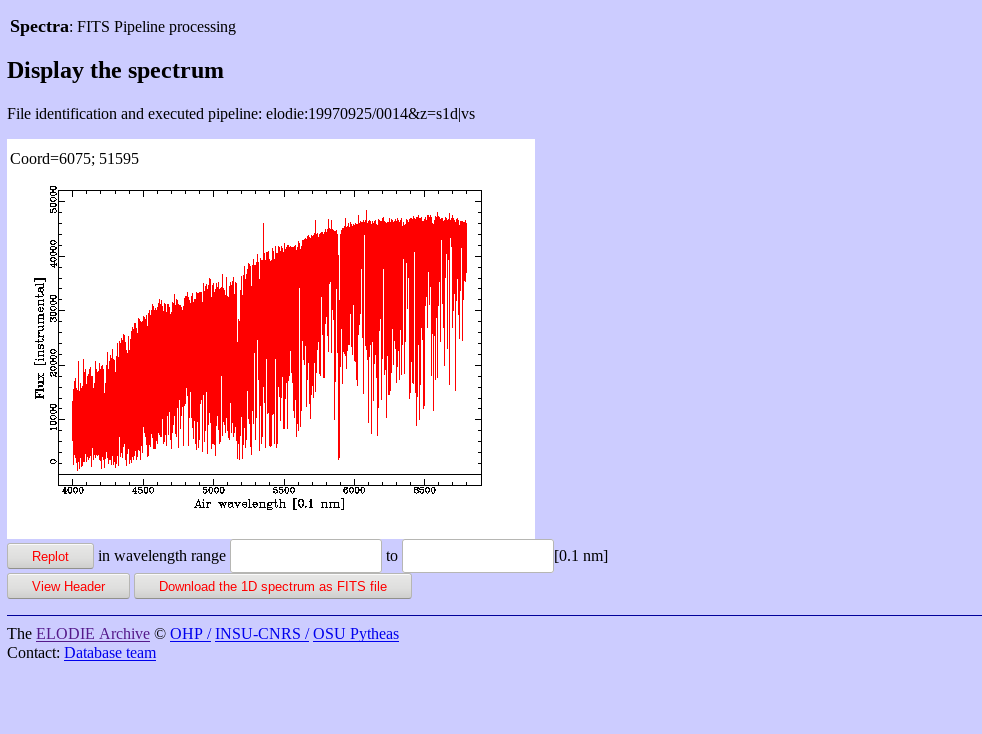 Spectra: FITS Pipeline processing
Display the spectrum
File identification and executed pipeline: elodie:19970925/0014&z=s1d|vs
Coord=6075; 51595
50000
40000
30000
20000
10000
0
Flux [instrumental]
4000 4500 5000 5500 6000 6500
Air wavelength [0.1 nm]
Replot in wavelength range to [0.1 nm]
View Header Download the 1D spectrum as FITS file
The ELODIE Archive © OHP / INSU-CNRS / OSU Pytheas
Contact: Database team